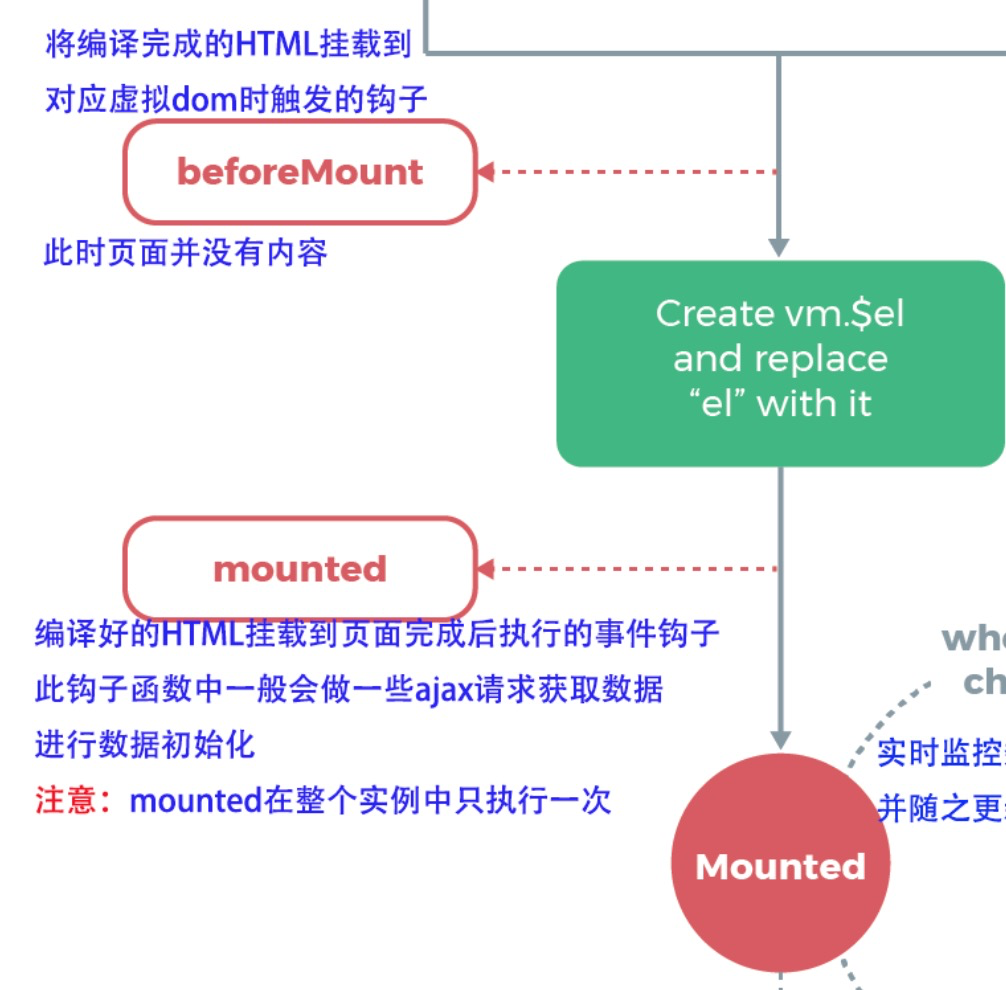 将编译完成的HTML挂载到
对应虚拟dom时触发的钩子
beforeMount
此时页面并没有内容
Create vm.$el
and replace
“el” with it
mounted
编译好的HTML挂载到页面完成后执行的事件钩子
此钩子函数中一般会做一些ajax请求获取数据
进行数据初始化
注意：mounted在整个实例中只执行一次
实时监控
并随之更
Mounted